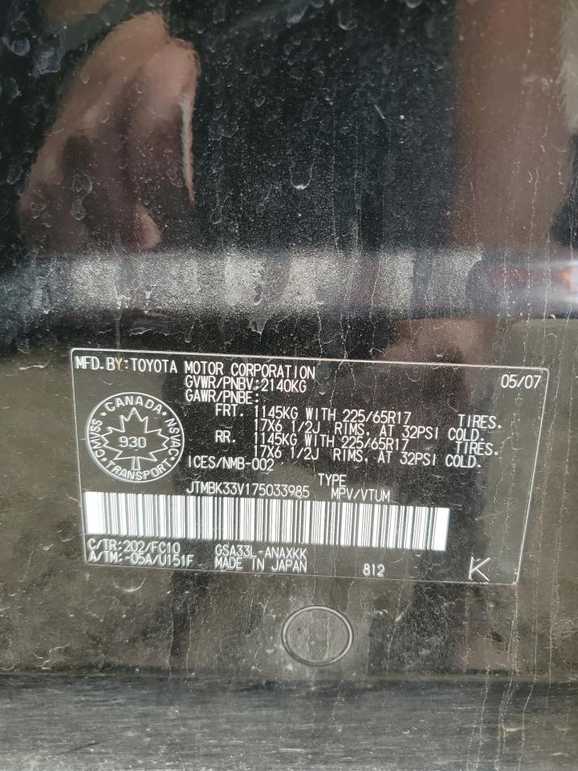 MFD. BY: TOYOTA MOTOR CORPORATION 05/07
GVWR/PNBV: 2140KG
GAWR/PNBE:
FRT. 1145KG WITH 225/65R17 TIRES.
17X6 1/2J RIMS, AT 32PSI COLD.
RR. 1145KG WITH 225/65R17 TIRES.
17X6 1/2J RIMS, AT 32PSI COLD.
CANADA
930
TRANSPORT
CMVSS
NSVAC
ICES/NMB-002
TYPE
JTMBK33V175033985 MPV/VTUM
C/TR: 202/FC10 GSA33L-ANAXKK
A/TM: -05A/U151F MADE IN JAPAN 812 K